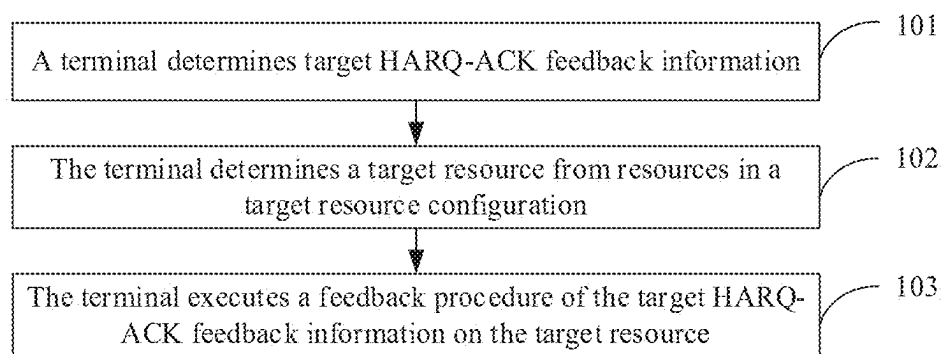 101
A terminal determines target HARQ-ACK feedback information
102
The terminal determines a target resource from resources in a
target resource configuration
103
The terminal executes a feedback procedure of the target HARQ-
ACK feedback information on the target resource